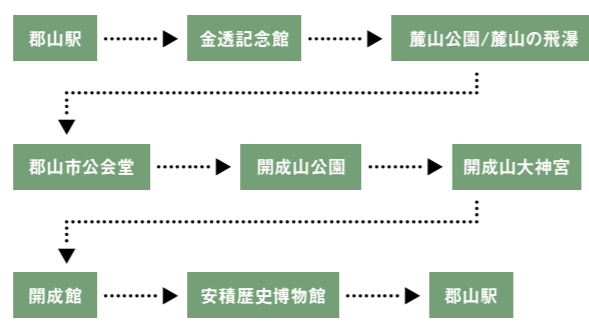 郡山駅
金透記念館
麓山公園/麓山の飛瀑
郡山市公会堂
開成山公園
開成山大神宮
開成館
安積歴史博物館
郡山駅